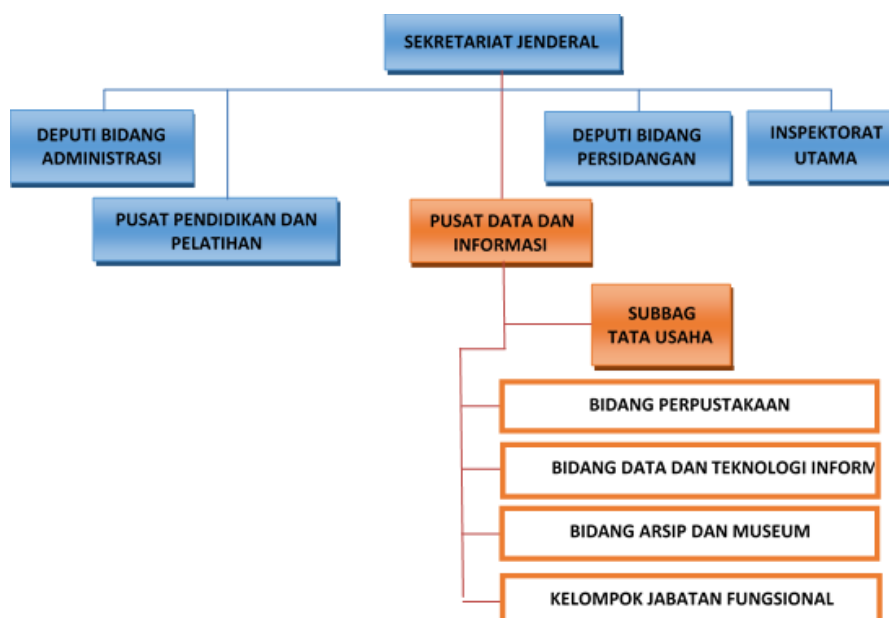 SEKRETARIAT JENDERAL
DEPUTI BIDANG
ADMINISTRASI
DEPUTI BIDANG
PERSIDANGAN
INSPEKTORAT
UTAMA
PUSAT PENDIDIKAN DAN
PELATIHAN
PUSAT DATA DAN
INFORMASI
SUBBAG
TATA USAHA
BIDANG PERPUSTAKAAN
BIDANG DATA DAN TEKNOLOGI INFORM
BIDANG ARSIP DAN MUSEUM
KELOMPOK JABATAN FUNGSIONAL